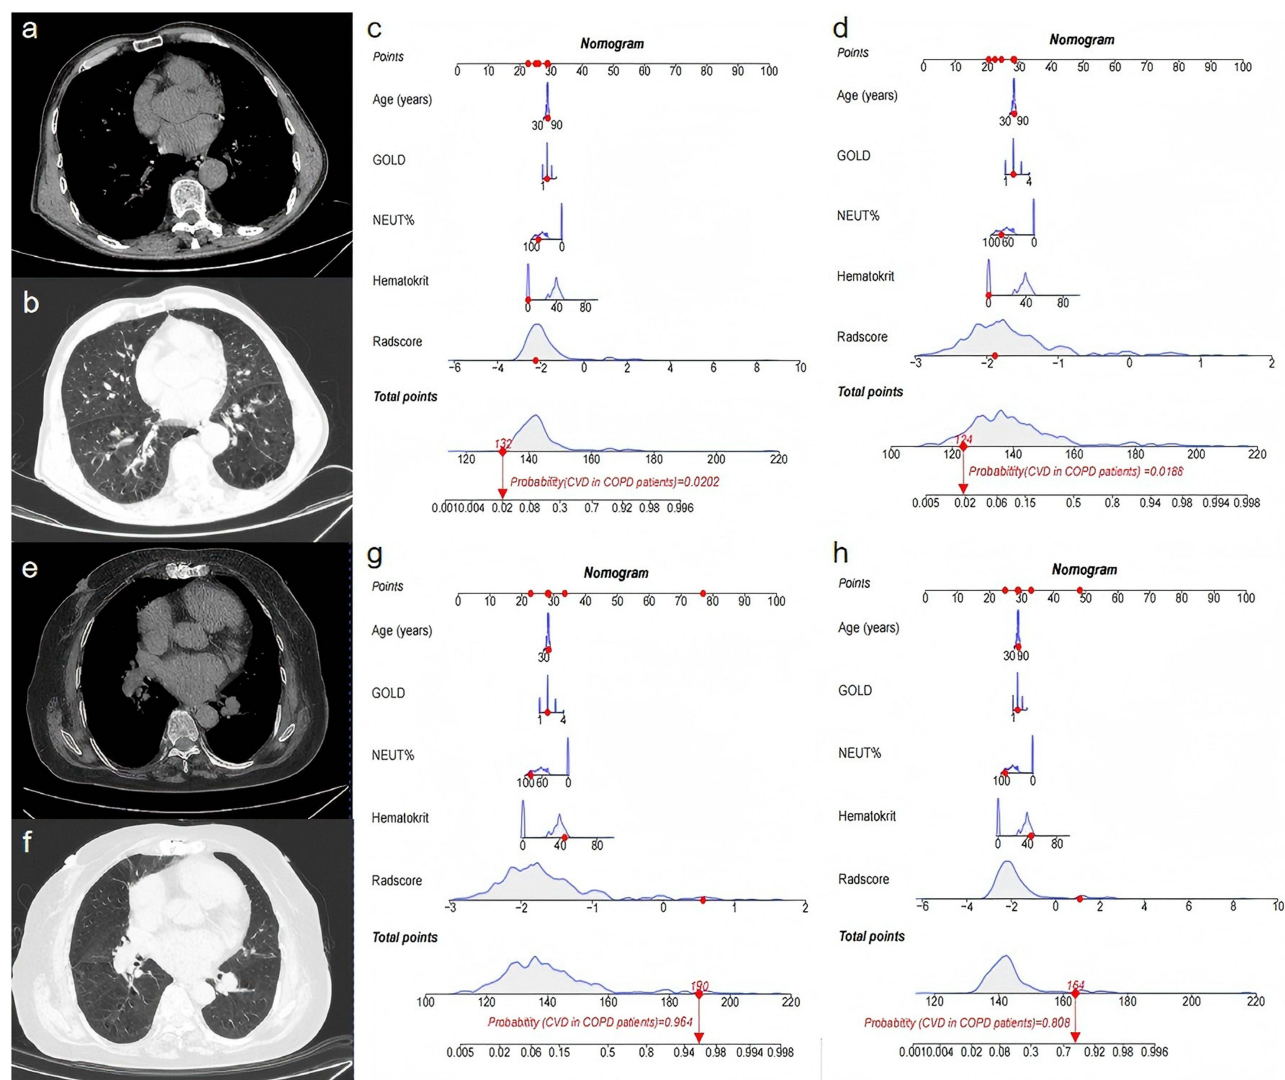 a
b
c
Nomogram
Points
0 10 20 30 40 50 60 70 80 90 100
Age (years)
30 90
GOLD
1
NEUT%
100 0
Hematokrit
0 40 80
Radscore
−6 −4 −2 0 2 4 6 8 10
Total points
132
120 140 160 180 200 220
Probability(CVD in COPD patients)=0.0202
0.0010.004 0.02 0.08 0.3 0.7 0.92 0.98 0.996
d
Nomogram
Points
0 10 20 30 40 50 60 70 80 90 100
Age (years)
30 90
GOLD
1 4
NEUT%
100 60 0
Hematokrit
0 40 80
Radscore
−3 −2 −1 0 1 2
Total points
124
100 120 140 160 180 200 220
Probability(CVD in COPD patients) =0.0188
0.005 0.02 0.06 0.15 0.5 0.8 0.94 0.98 0.994 0.998
e
f
g
Nomogram
Points
0 10 20 30 40 50 60 70 80 90 100
Age (years)
30
GOLD
1 4
NEUT%
100 60 0
Hematokrit
0 40 80
Radscore
−3 −2 −1 0 1 2
Total points
190
100 120 140 160 180 200 220
Probability (CVD in COPD patients)=0.964
0.005 0.02 0.06 0.15 0.5 0.8 0.94 0.98 0.994 0.998
h
Nomogram
Points
0 10 20 30 40 50 60 70 80 90 100
Age (years)
30 90
GOLD
1
NEUT%
100 0
Hematokrit
0 40 80
Radscore
−6 −4 −2 0 2 4 6 8 10
Total points
164
120 140 160 180 200 220
Probability (CVD in COPD patients)=0.808
0.0010.004 0.02 0.08 0.3 0.7 0.92 0.98 0.996